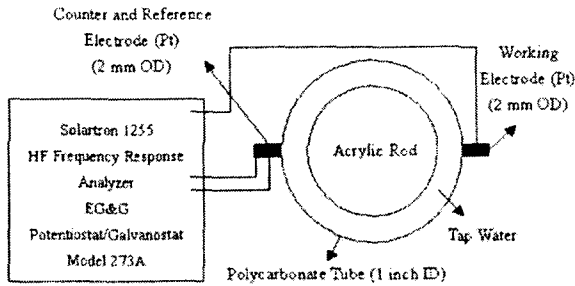 Counter and Reference
Electrode (Pt)
(2 mm OD)
Working
Electrode (Pt)
(2 mm OD)
Solartron 1255
HF Frequency Response
Analyzer
EG&G
Potentiostat/Galvanostat
Model 273A
Acrylic Rod
Tap Water
Polycarbonate Tube (1 inch ID)